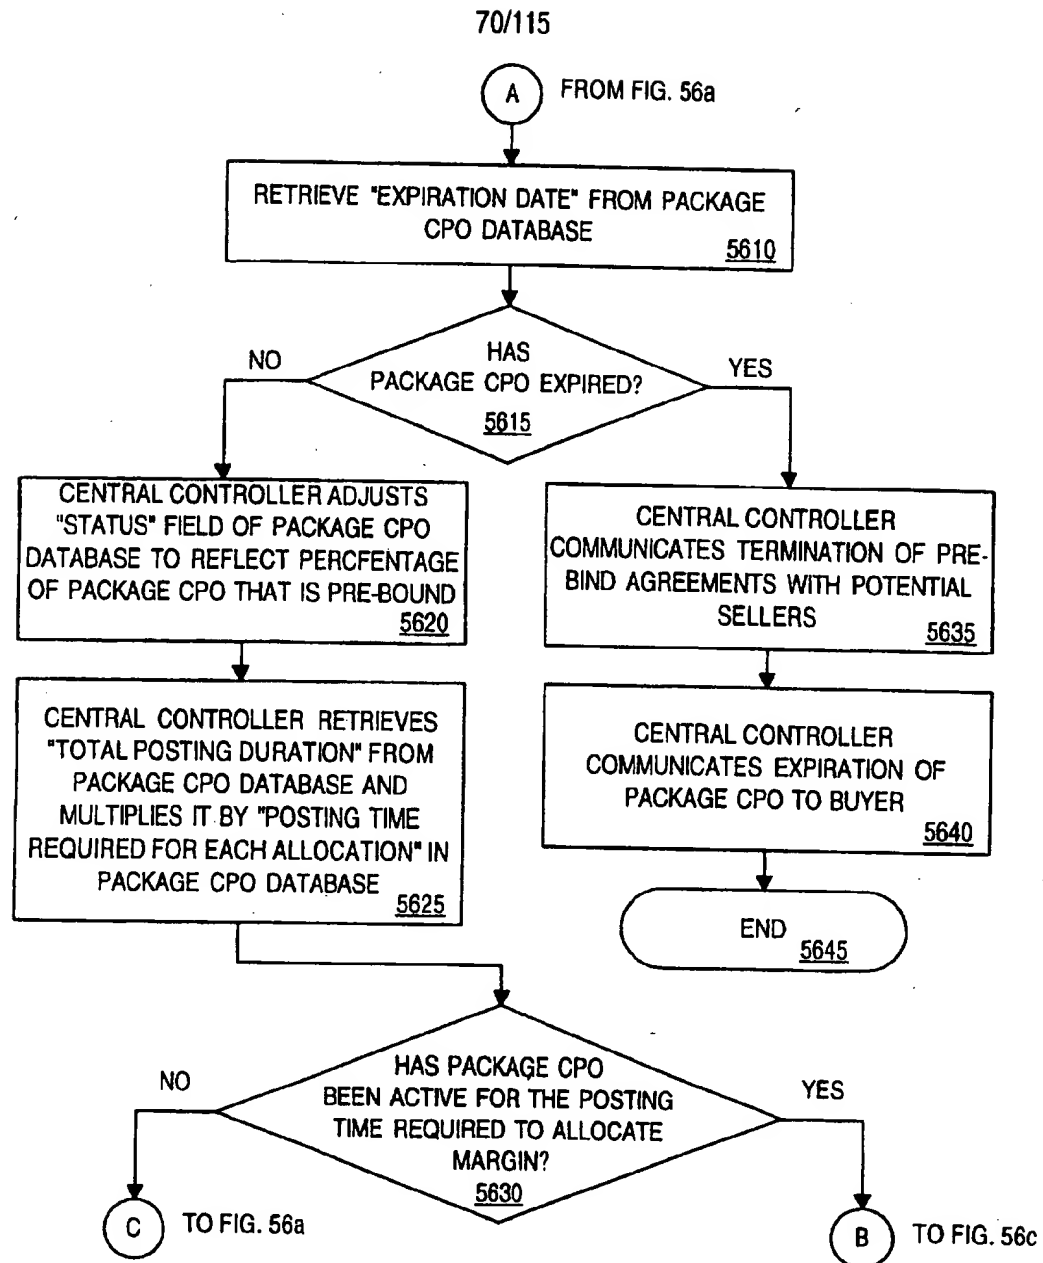 70/115
A FROM FIG. 56a
RETRIEVE "EXPIRATION DATE" FROM PACKAGE
CPO DATABASE
5610
HAS
PACKAGE CPO EXPIRED?
5615
NO
YES
CENTRAL CONTROLLER ADJUSTS
"STATUS" FIELD OF PACKAGE CPO
DATABASE TO REFLECT PERCFENTAGE
OF PACKAGE CPO THAT IS PRE-BOUND
5620
CENTRAL CONTROLLER
COMMUNICATES TERMINATION OF PRE-
BIND AGREEMENTS WITH POTENTIAL
SELLERS
5635
CENTRAL CONTROLLER RETRIEVES
"TOTAL POSTING DURATION" FROM
PACKAGE CPO DATABASE AND
MULTIPLIES IT BY "POSTING TIME
REQUIRED FOR EACH ALLOCATION" IN
PACKAGE CPO DATABASE
5625
CENTRAL CONTROLLER
COMMUNICATES EXPIRATION OF
PACKAGE CPO TO BUYER
5640
END
5645
HAS PACKAGE CPO
BEEN ACTIVE FOR THE POSTING
TIME REQUIRED TO ALLOCATE
MARGIN?
5630
NO
YES
C TO FIG. 56a
B TO FIG. 56c